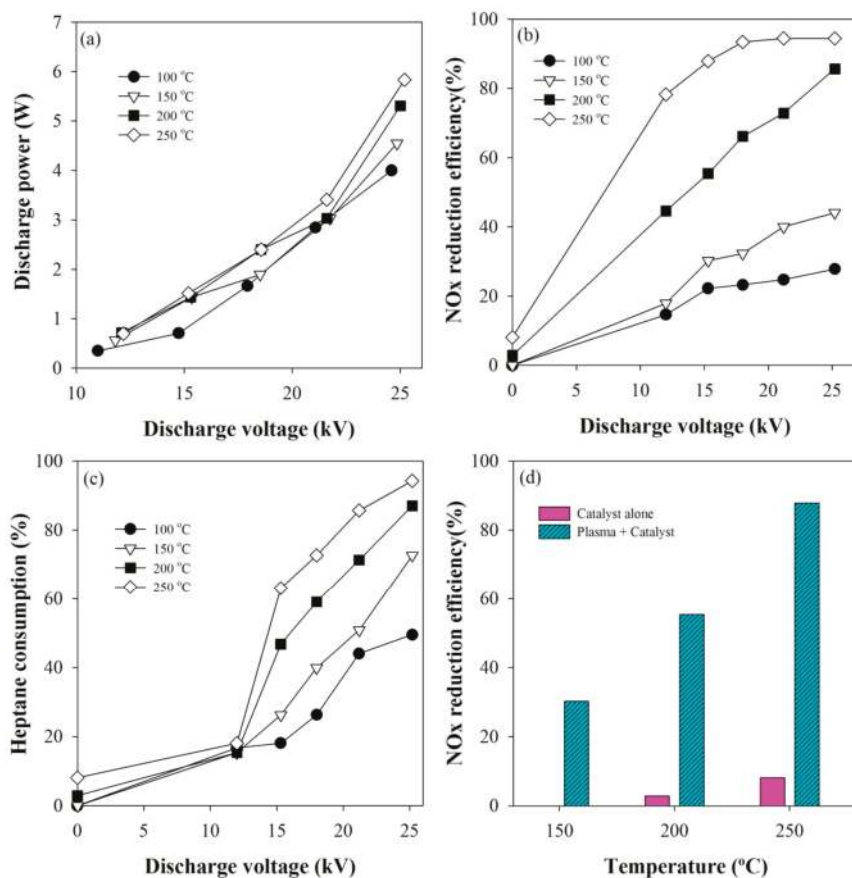 (a)
100 °C
150 °C
200 °C
250 °C
Discharge power (W)
7
6
5
4
3
2
1
0
10 15 20 25
Discharge voltage (kV)
(b)
100 °C
150 °C
200 °C
250 °C
NOx reduction efficiency(%)
100
80
60
40
20
0
0 5 10 15 20 25
Discharge voltage (kV)
(c)
100 °C
150 °C
200 °C
250 °C
Heptane consumption (%)
100
80
60
40
20
0
0 5 10 15 20 25
Discharge voltage (kV)
(d)
Catalyst alone
Plasma + Catalyst
NOx reduction efficiency(%)
100
80
60
40
20
0
150 200 250
Temperature (°C)